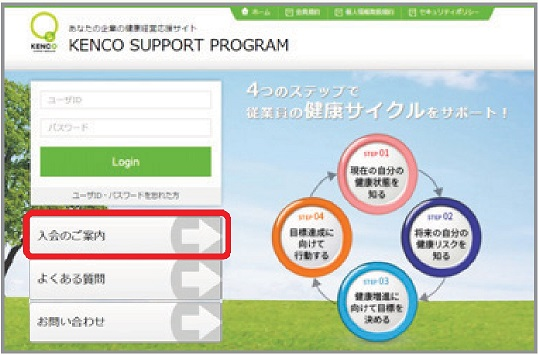 ホーム
会員規約
個人情報取扱規約
セキュリティポリシー
KENCO
あなたの企業の健康経営応援サイト
KENCO SUPPORT PROGRAM
ユーザID
パスワード
Login
ユーザID・パスワードを忘れた方
入会のご案内
よくある質問
お問い合わせ
4つのステップで
従業員の健康サイクルをサポート！
STEP 01
現在の自分の
健康状態を
知る
STEP 02
将来の自分の
健康リスクを
知る
STEP 03
健康増進に
向けて目標を
決める
STEP 04
目標達成に
向けて
行動する